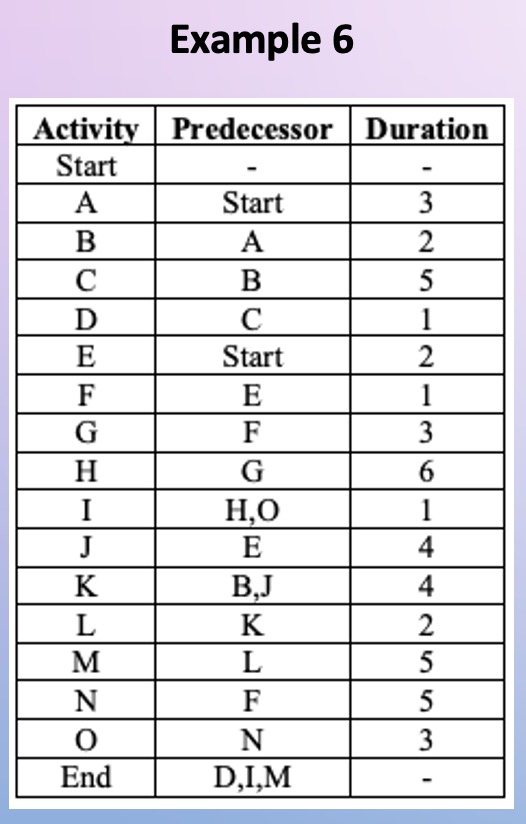 Example 6
Activity Predecessor Duration
Start - -
A Start 3
B A 2
C B 5
D C 1
E Start 2
F E 1
G F 3
H G 6
I H,O 1
J E 4
K B,J 4
L K 2
M L 5
N F 5
O N 3
End D,I,M -